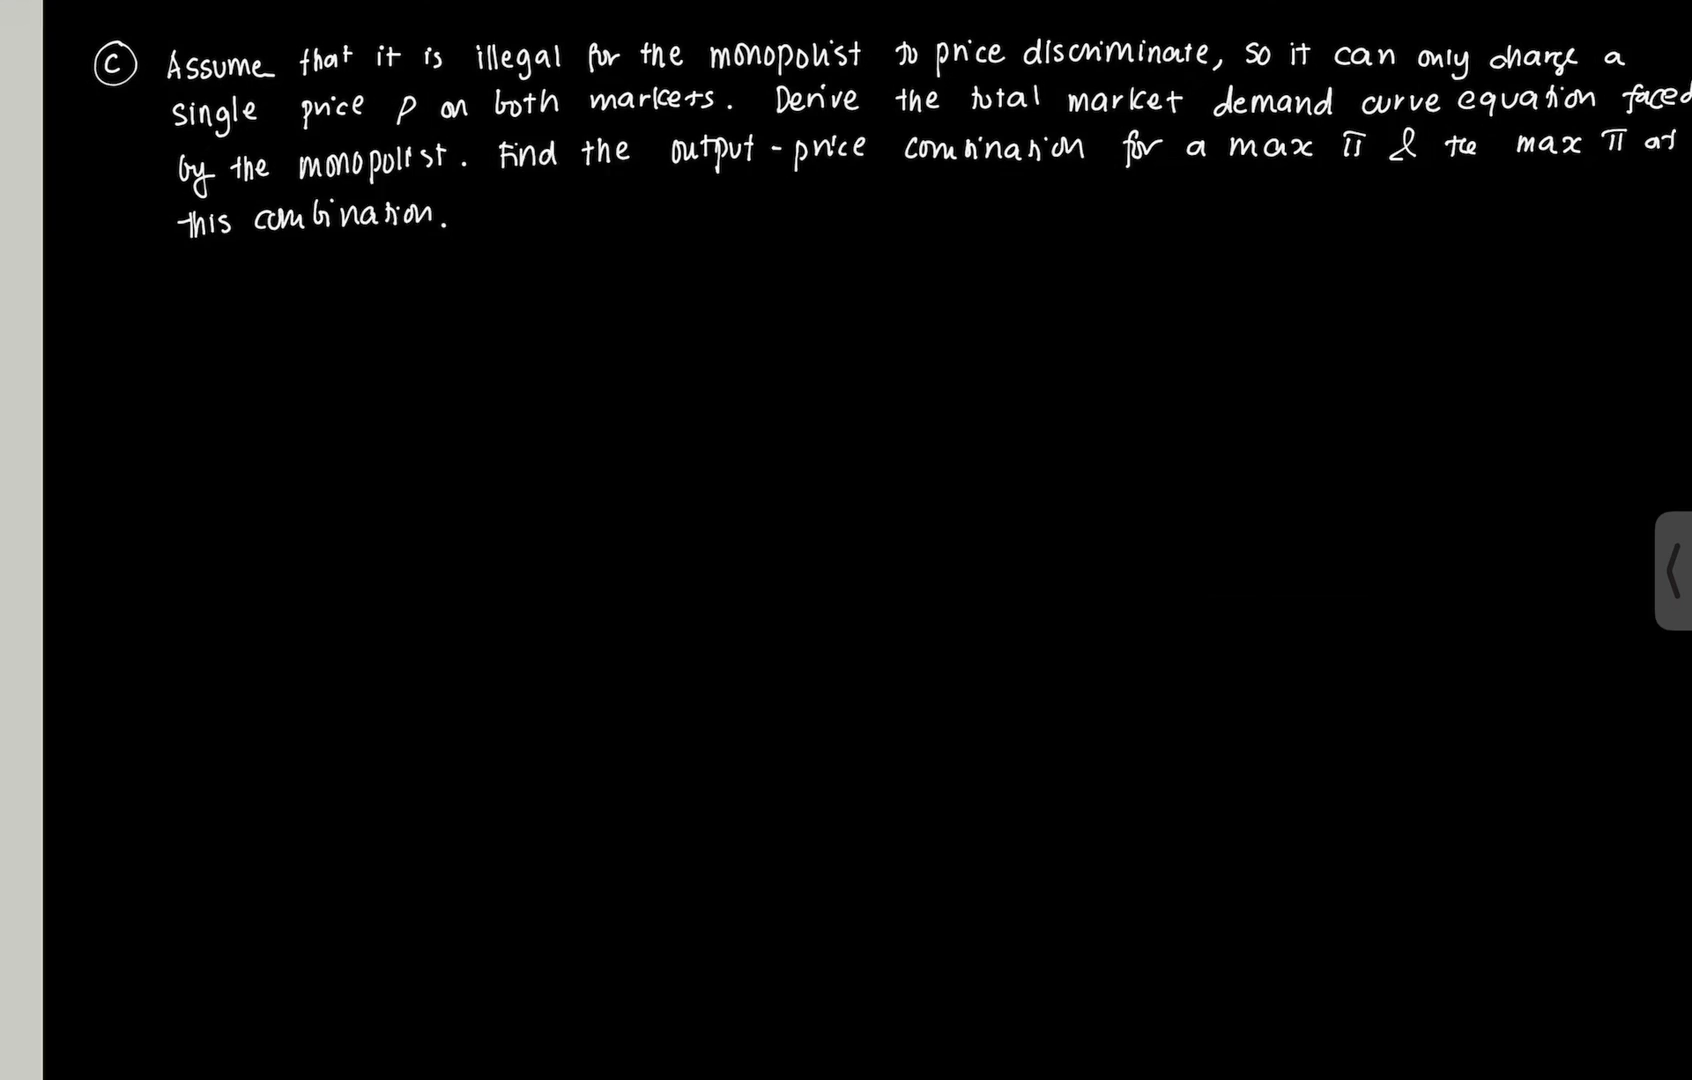 (C) Assume that it is illegal for the monopolist to price discriminate, so it can only charge a
single price P on both markets. Derive the total market demand curve equation faced
by the monopolist. Find the output-price combination for a max π & the max π at
this combination.